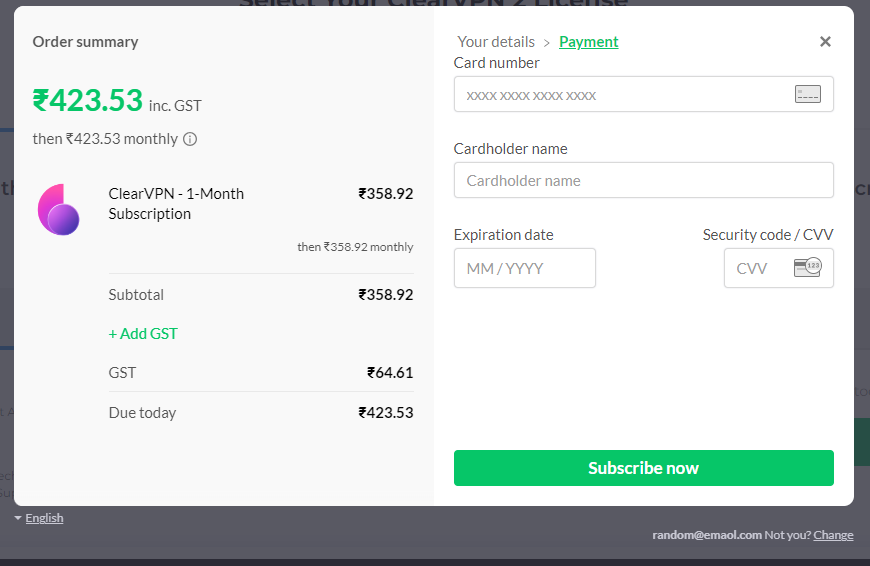 Select Your ClearVPN 2 License
Order summary
₹423.53 inc. GST
then ₹423.53 monthly
ClearVPN - 1-Month
Subscription
₹358.92
then ₹358.92 monthly
Subtotal ₹358.92
+ Add GST
GST ₹64.61
Due today ₹423.53
Your details > Payment
Card number
XXXX XXXX XXXX XXXX
Cardholder name
Cardholder name
Expiration date
MM / YYYY
Security code / CVV
CVV
123
Subscribe now
English
random@emaol.com Not you? Change